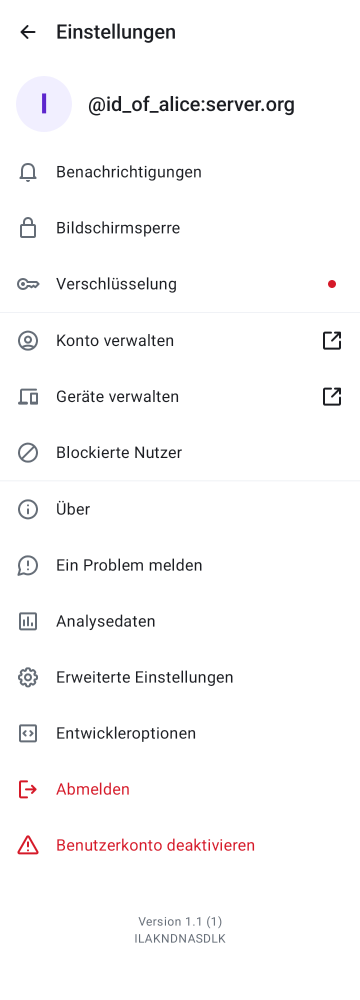 Einstellungen
I
@id_of_alice:server.org
Benachrichtigungen
Bildschirmsperre
Verschlüsselung
Konto verwalten
Geräte verwalten
Blockierte Nutzer
Über
Ein Problem melden
Analysedaten
Erweiterte Einstellungen
Entwickleroptionen
Abmelden
Benutzerkonto deaktivieren
Version 1.1 (1)
ILAKNDNASDLK